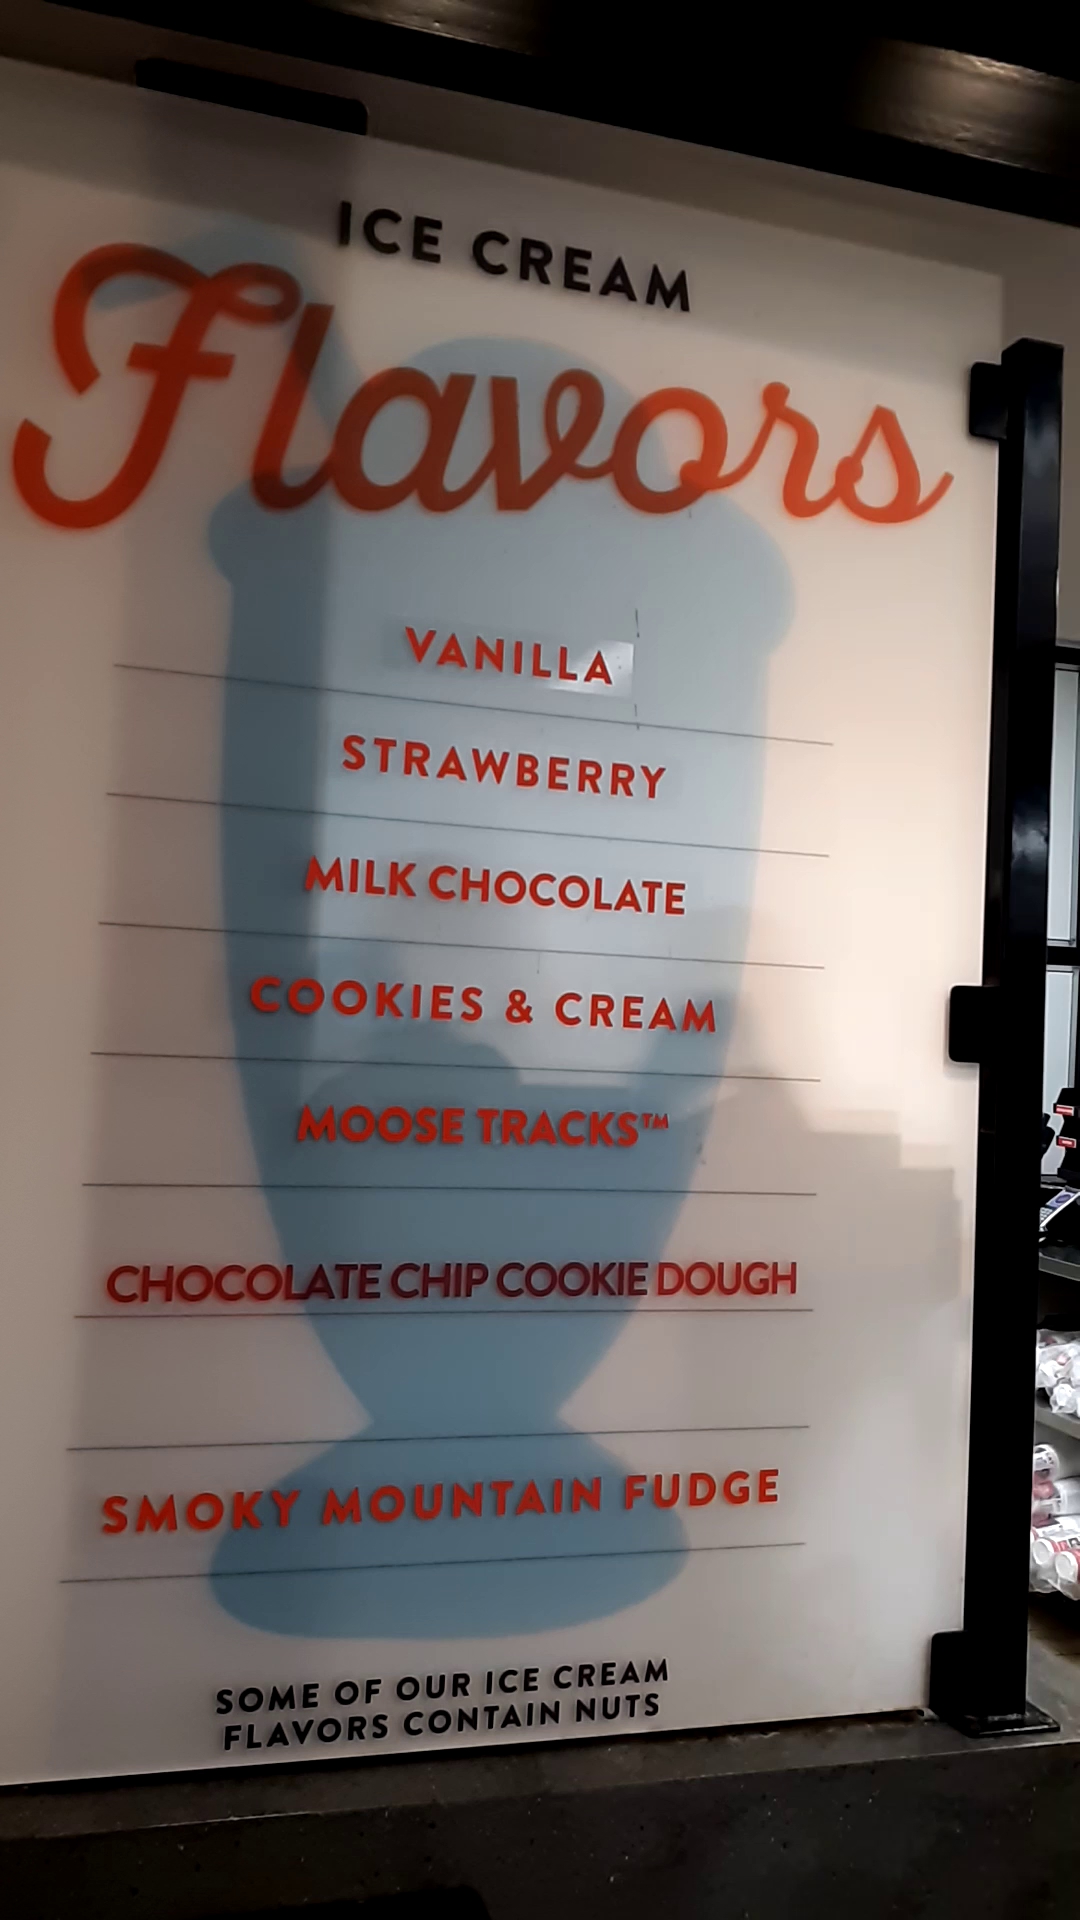 ICE CREAM
Flavors
VANILLA
STRAWBERRY
MILK CHOCOLATE
COOKIES & CREAM
MOOSE TRACKS™
CHOCOLATE CHIP COOKIE DOUGH
SMOKY MOUNTAIN FUDGE
SOME OF OUR ICE CREAM
FLAVORS CONTAIN NUTS